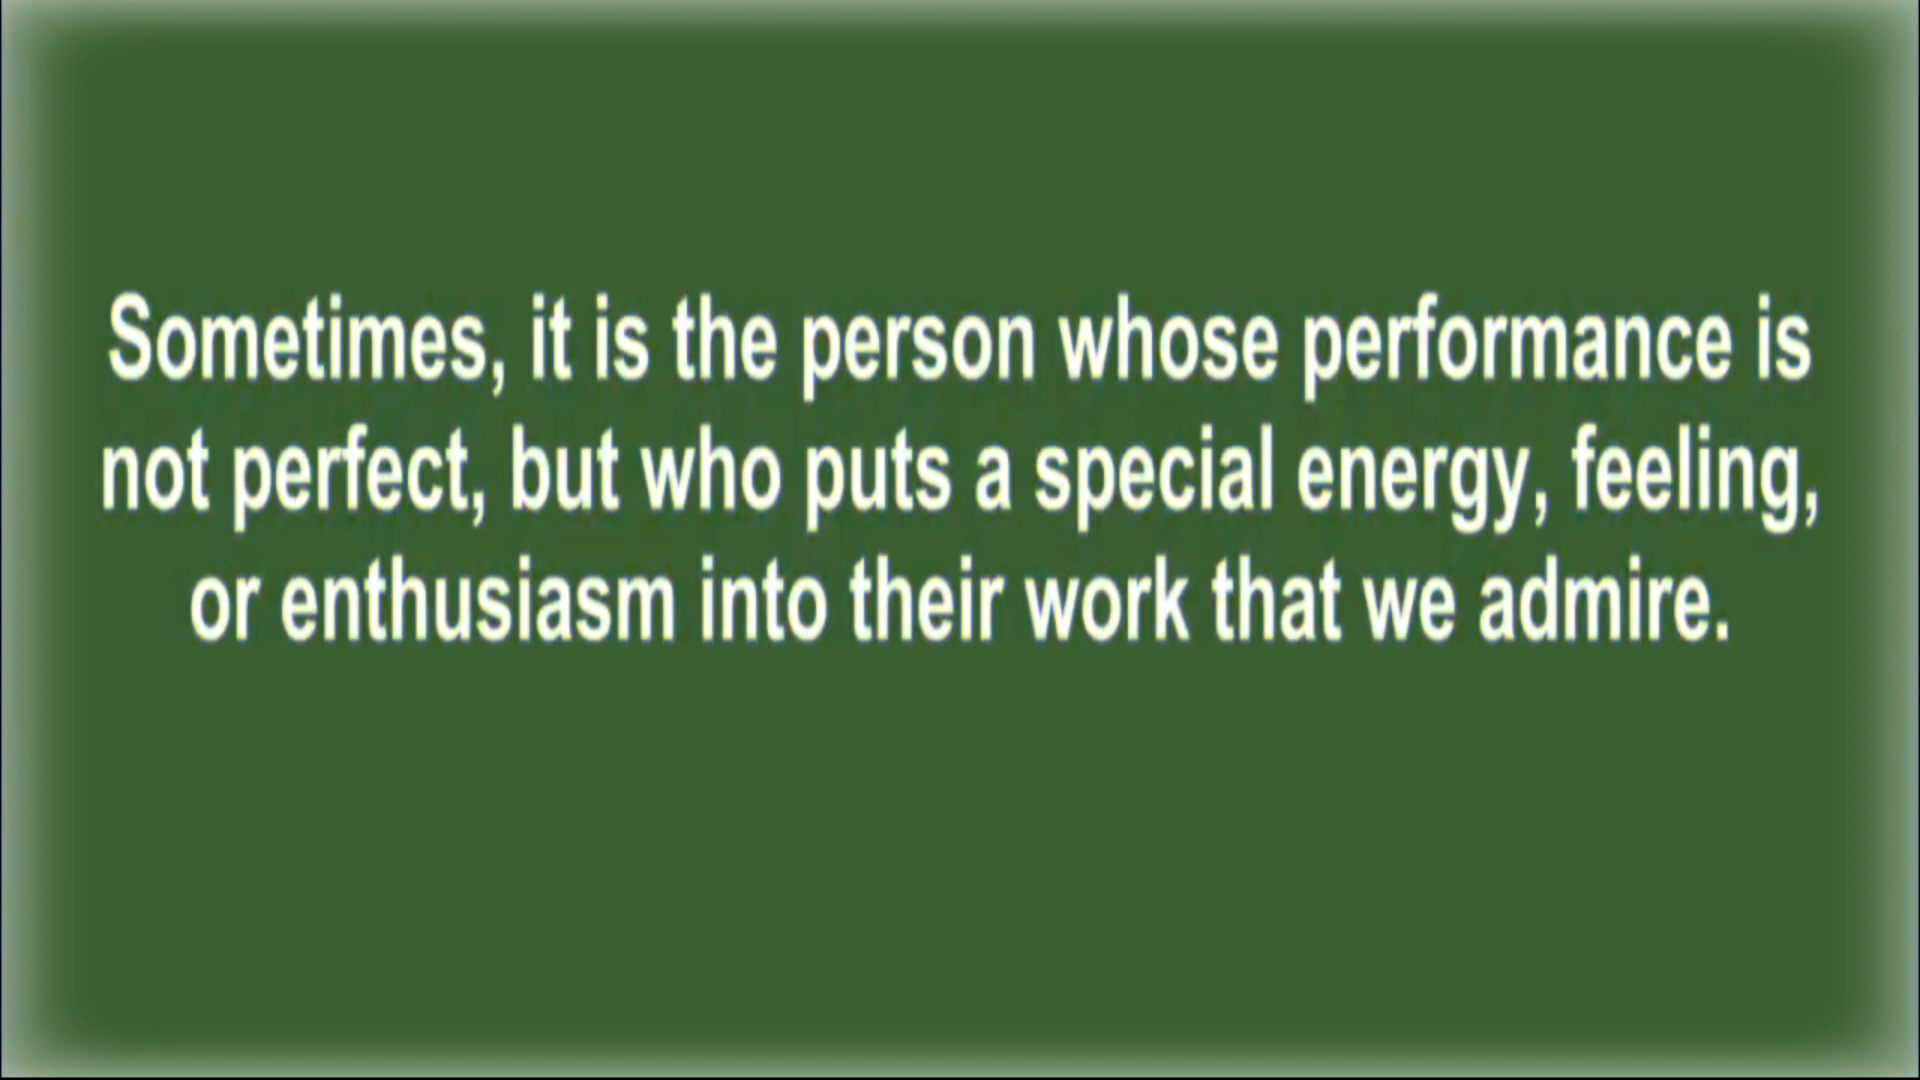 Sometimes, it is the person whose performance is
not perfect, but who puts a special energy, feeling,
or enthusiasm into their work that we admire.